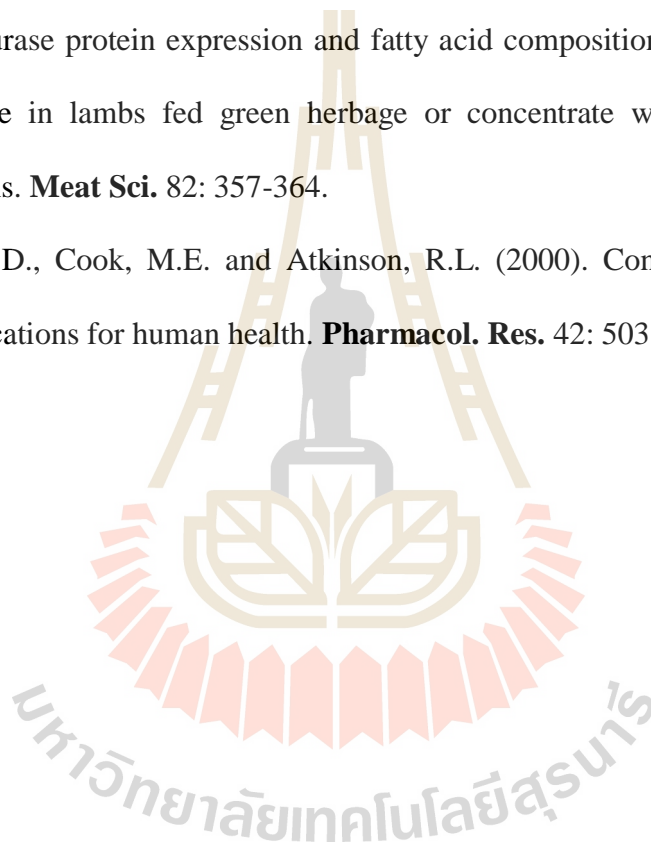 urase protein expression and fatty acid composition
e in lambs fed green herbage or concentrate w
s. Meat Sci. 82: 357-364.
D., Cook, M.E. and Atkinson, R.L. (2000). Con
cations for human health. Pharmacol. Res. 42: 503
มหาวิทยาลัยเทคโนโลยีสุรนารี